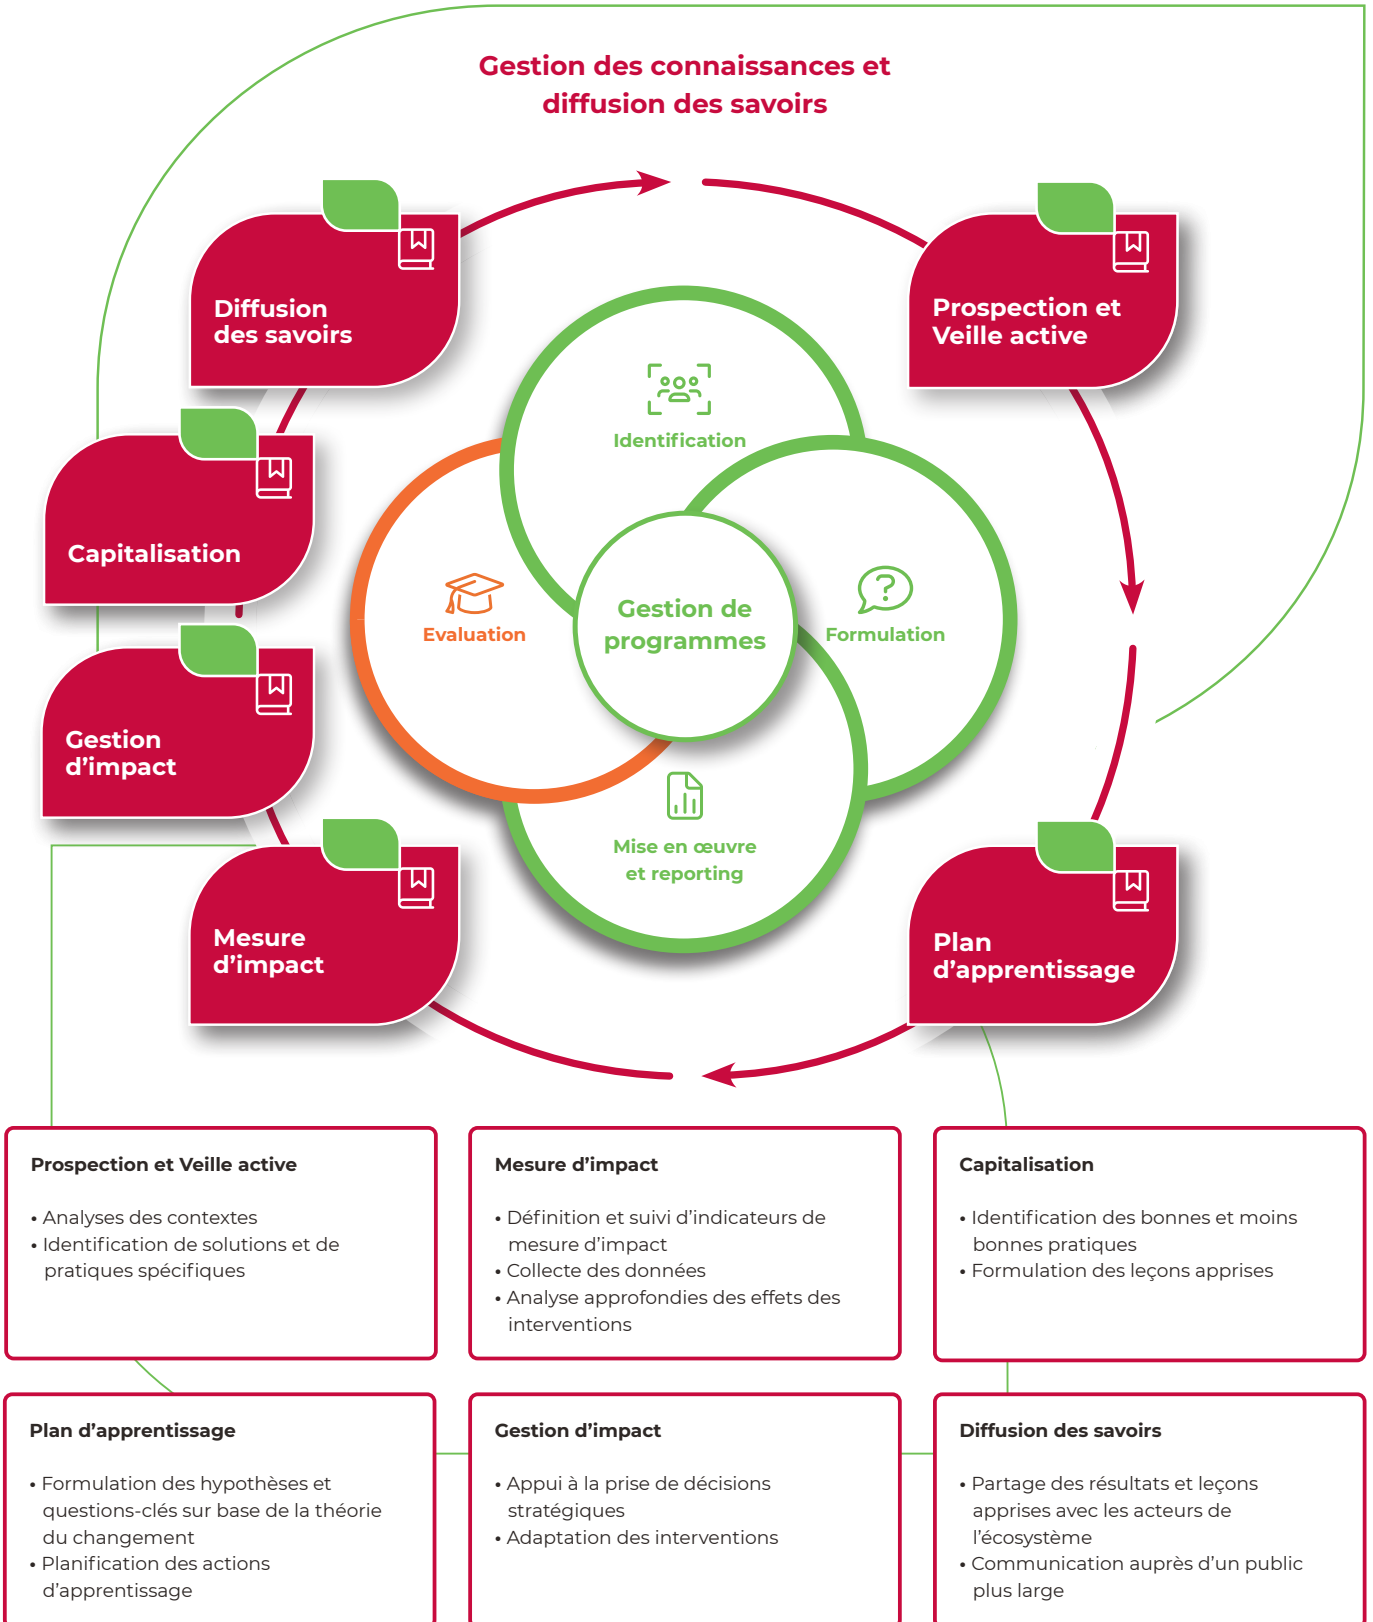 Gestion des connaissances et
diffusion des savoirs
Diffusion
des savoirs
Prospection et
Veille active
Identification
Capitalisation
Evaluation
Gestion de
programmes
Formulation
Gestion
d’impact
Mise en œuvre
et reporting
Mesure
d’impact
Plan
d’apprentissage
Prospection et Veille active
• Analyses des contextes
• Identification de solutions et de
pratiques spécifiques
Mesure d’impact
• Définition et suivi d’indicateurs de
mesure d’impact
• Collecte des données
• Analyse approfondies des effets des
interventions
Capitalisation
• Identification des bonnes et moins
bonnes pratiques
• Formulation des leçons apprises
Plan d’apprentissage
• Formulation des hypothèses et
questions-clés sur base de la théorie
du changement
• Planification des actions
d’apprentissage
Gestion d’impact
• Appui à la prise de décisions
stratégiques
• Adaptation des interventions
Diffusion des savoirs
• Partage des résultats et leçons
apprises avec les acteurs de
l’écosystème
• Communication auprès d’un public
plus large